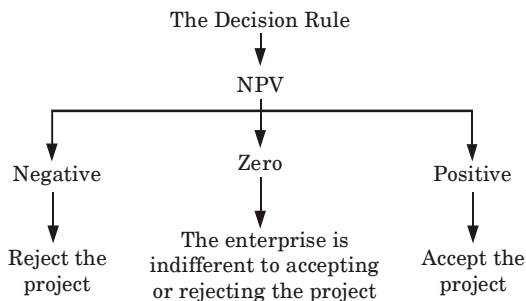 The Decision Rule
NPV
Negative
Zero
Positive
Reject the
project
The enterprise is
indifferent to accepting
or rejecting the project
Accept the
project